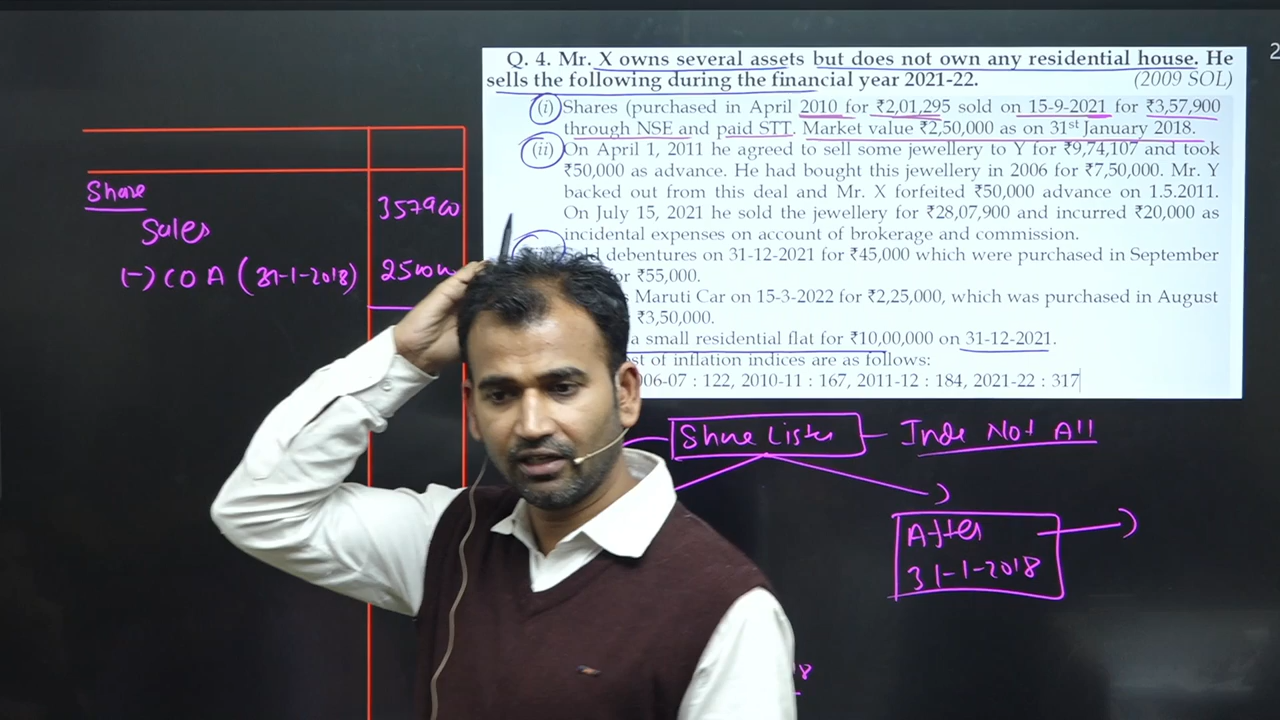 Q. 4. Mr. X owns several assets but does not own any residential house. He
sells the following during the financial year 2021-22. (2009 SOL)
(i) Shares (purchased in April 2010 for ₹2,01,295 sold on 15-9-2021 for ₹3,57,900
through NSE and paid STT. Market value ₹2,50,000 as on 31st January 2018.
(ii) On April 1, 2011 he agreed to sell some jewellery to Y for ₹9,74,107 and took
₹50,000 as advance. He had bought this jewellery in 2006 for ₹7,50,000. Mr. Y
backed out from this deal and Mr. X forfeited ₹50,000 advance on 1.5.2011.
On July 15, 2021 he sold the jewellery for ₹28,07,900 and incurred ₹20,000 as
incidental expenses on account of brokerage and commission.
debentures on 31-12-2021 for ₹45,000 which were purchased in September
for ₹55,000.
Maruti Car on 15-3-2022 for ₹2,25,000, which was purchased in August
₹3,50,000.
a small residential flat for ₹10,00,000 on 31-12-2021.
of inflation indices are as follows:
: 122, 2010-11 : 167, 2011-12 : 184, 2021-22 : 317
Share
Sales 357900
(-) COA (31-1-2018)
Share Listed Inde Not All
After
31-1-2018
2